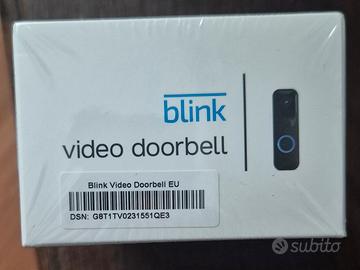 blink
video doorbell
Blink Video Doorbell EU
DSN: G8T1TV0231551QE3
subito